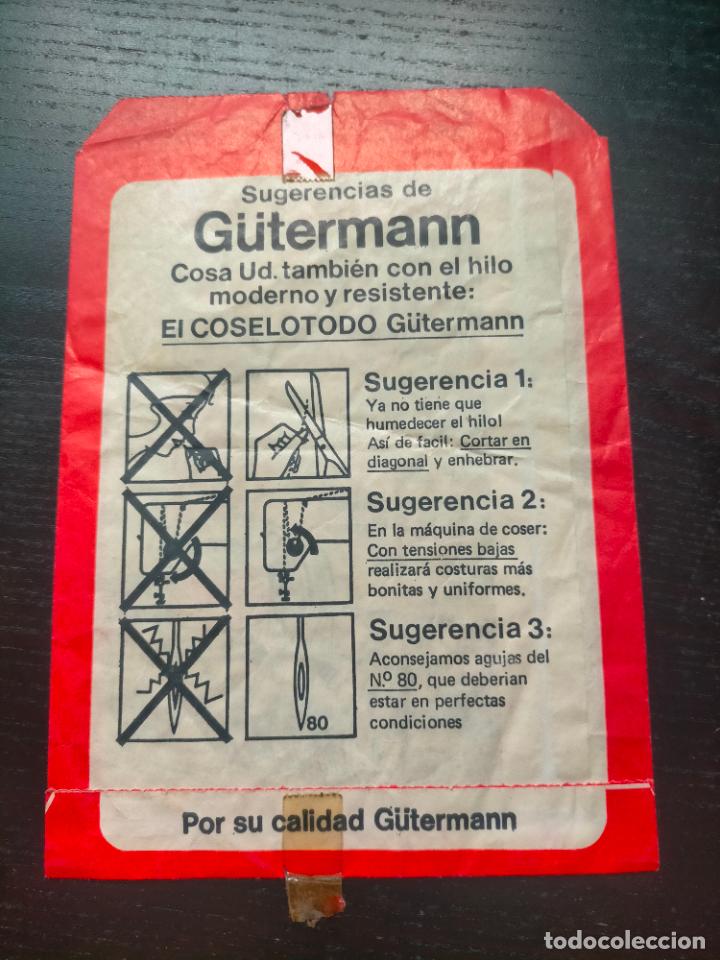 Sugerencias de
Gütermann
Cosa Ud. también con el hilo
moderno y resistente:
El COSELOTODO Gütermann
Sugerencia 1:
Ya no tiene que
humedecer el hilo!
Así de facil: Cortar en
diagonal y enhebrar.
Sugerencia 2:
En la máquina de coser:
Con tensiones bajas
realizará costuras más
bonitas y uniformes.
Sugerencia 3:
Aconsejamos agujas del
N.º 80, que deberian
estar en perfectas
condiciones
80
Por su calidad Gütermann
todocoleccion